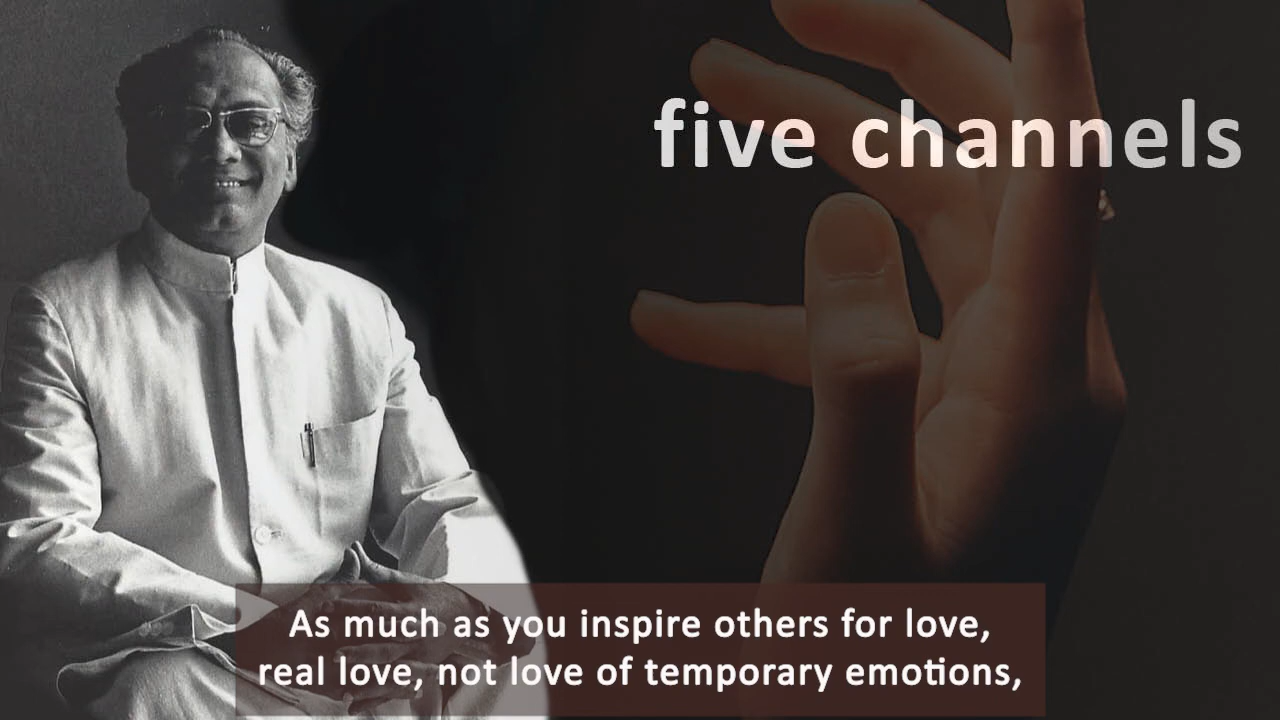 five channels
As much as you inspire others for love,
real love, not love of temporary emotions,